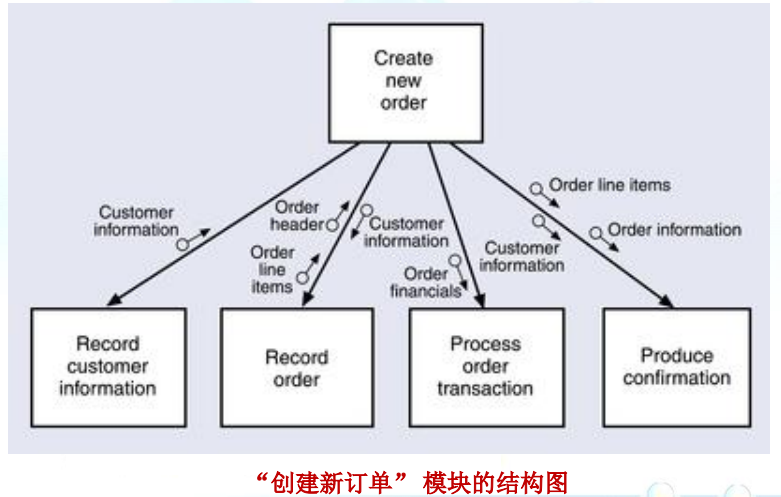 Create
new
order
Customer
information
Order
header
Order
line
items
Customer
information
Order
financials
Order line items
Customer
information
Order information
Record
customer
information
Record
order
Process
order
transaction
Produce
confirmation
“创建新订单” 模块的结构图